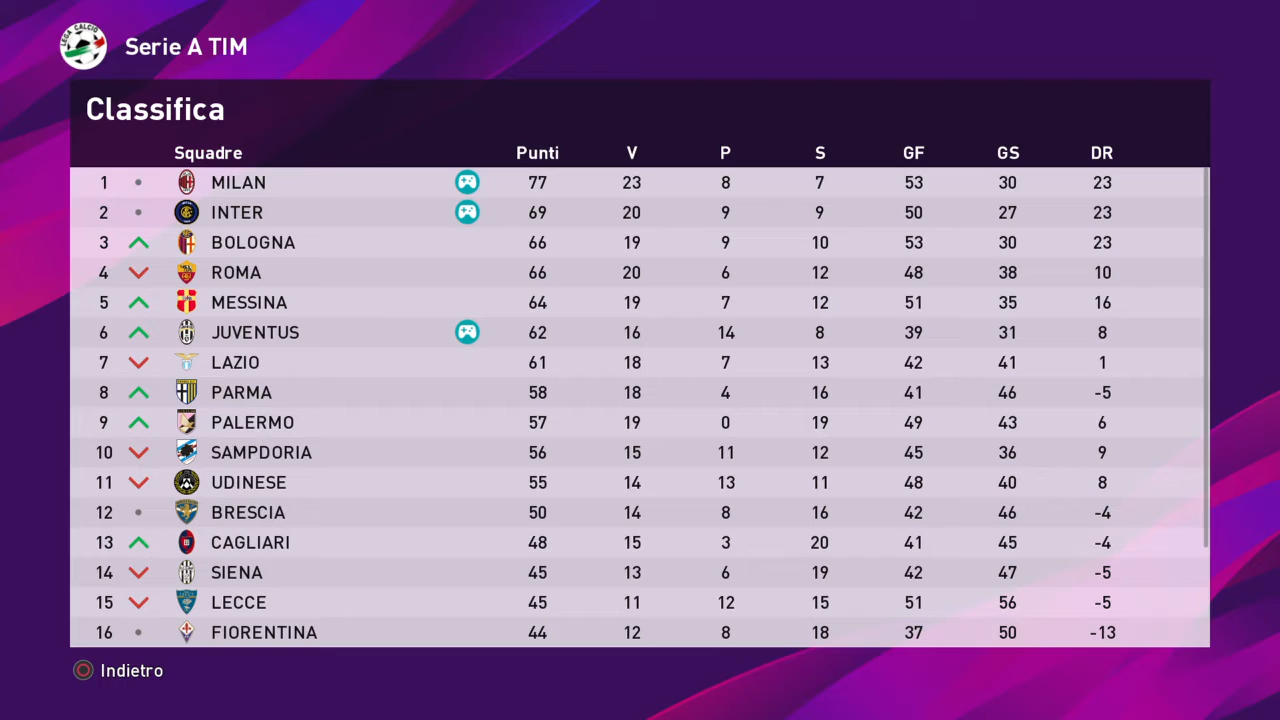 Serie A TIM
Classifica
Squadre Punti V P S GF GS DR
1 MILAN 77 23 8 7 53 30 23
2 INTER 69 20 9 9 50 27 23
3 BOLOGNA 66 19 9 10 53 30 23
4 ROMA 66 20 6 12 48 38 10
5 MESSINA 64 19 7 12 51 35 16
6 JUVENTUS 62 16 14 8 39 31 8
7 LAZIO 61 18 7 13 42 41 1
8 PARMA 58 18 4 16 41 46 -5
9 PALERMO 57 19 0 19 49 43 6
10 SAMPDORIA 56 15 11 12 45 36 9
11 UDINESE 55 14 13 11 48 40 8
12 BRESCIA 50 14 8 16 42 46 -4
13 CAGLIARI 48 15 3 20 41 45 -4
14 SIENA 45 13 6 19 42 47 -5
15 LECCE 45 11 12 15 51 56 -5
16 FIORENTINA 44 12 8 18 37 50 -13
Indietro